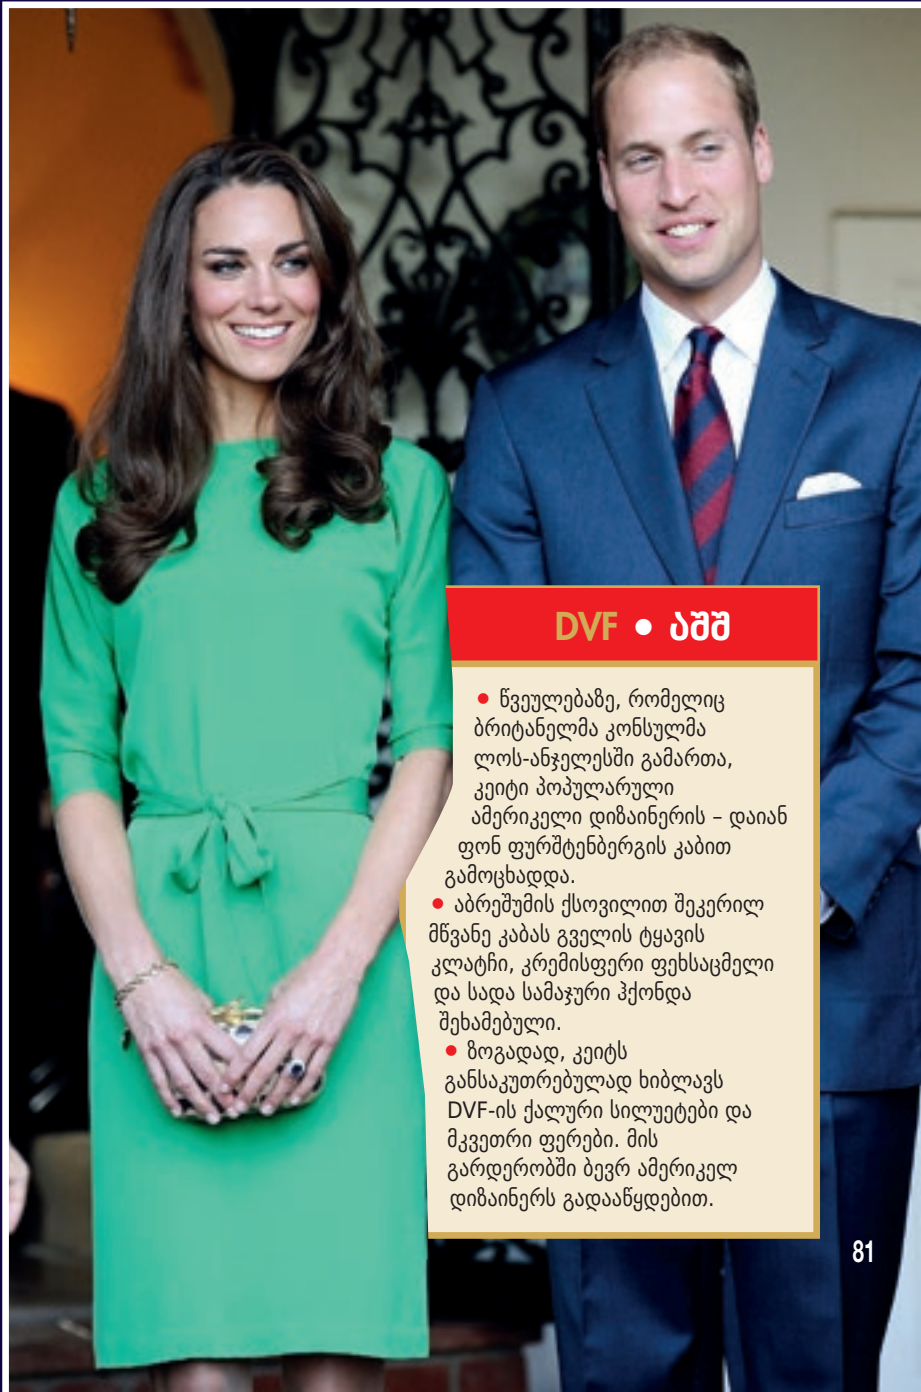 DVF • აშშ
• წვეულებაზე, რომელიც
ბრიტანელმა კონსულმა
ლოს-ანჯელესში გამართა,
კეიტი პოპულარული
ამერიკელი დიზაინერის – დაიან
ფონ ფურშტენბერგის კაბით
გამოცხადდა.
• აბრეშუმის ქსოვილით შეკერილ
მწვანე კაბას გველის ტყავის
კლატჩი, კრემისფერი ფეხსაცმელი
და სადა სამაჯური ჰქონდა
შეხამებული.
• ზოგადად, კეიტს
განსაკუთრებულად ხიბლავს
DVF-ის ქალური სილუეტები და
მკვეთრი ფერები. მის
გარდერობში ბევრ ამერიკელ
დიზაინერს გადააწყდებით.
81